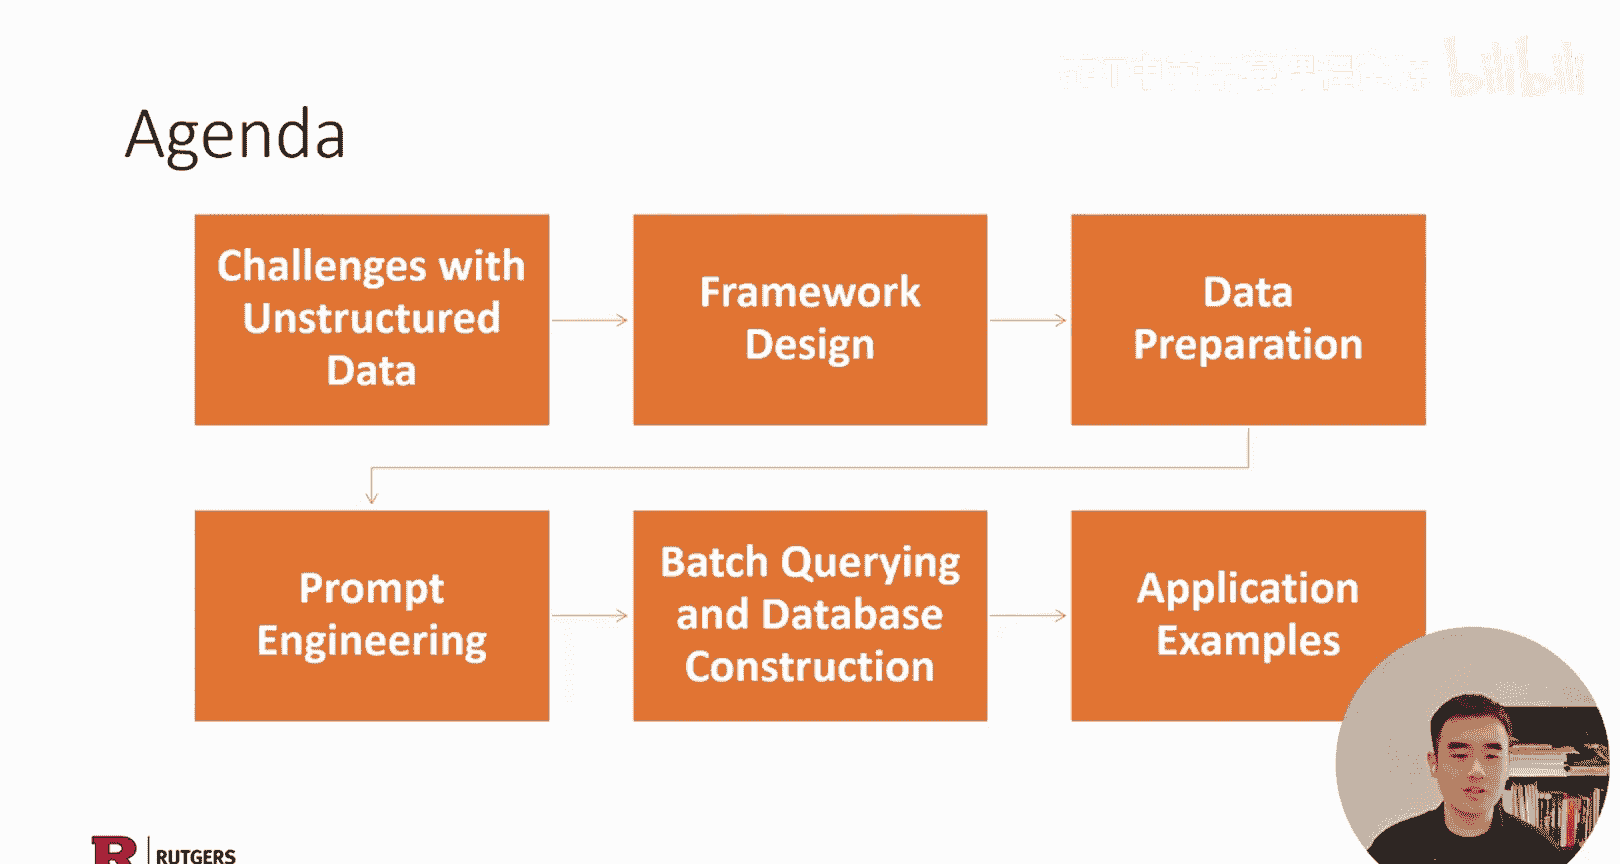 Agenda
Challenges with
Unstructured
Data
Framework
Design
Data
Preparation
Prompt
Engineering
Batch Querying
and Database
Construction
Application
Examples
bilibili
R
RUTGERS